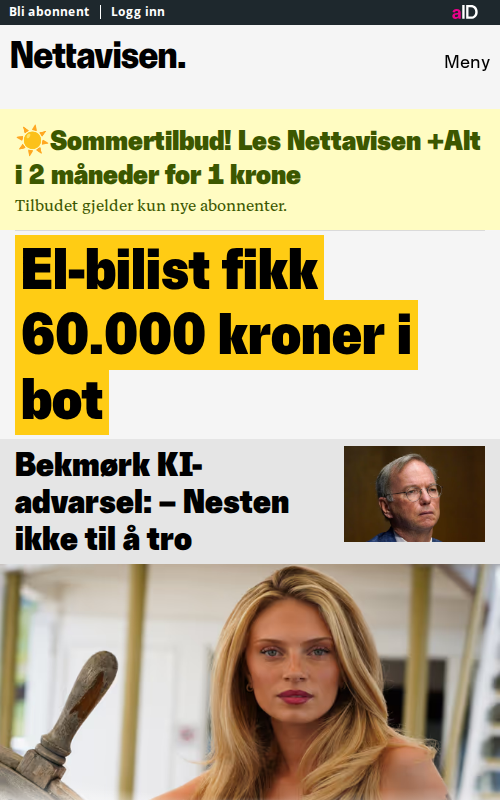 Bli abonnent | Logg inn
aID
Nettavisen.
Meny
☀️Sommertilbud! Les Nettavisen +Alt
i 2 måneder for 1 krone
Tilbudet gjelder kun nye abonnenter.
El-bilist fikk
60.000 kroner i
bot
Bekmørk KI-
advarsel: – Nesten
ikke til å tro